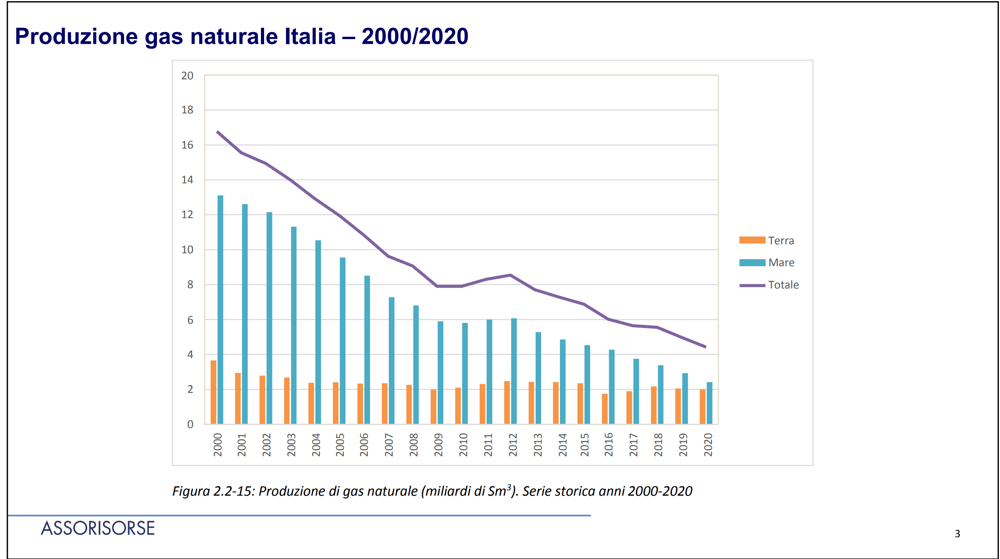 Produzione gas naturale Italia – 2000/2020
20
18
16
14
12
10
8
6
4
2
0
2000 2001 2002 2003 2004 2005 2006 2007 2008 2009 2010 2011 2012 2013 2014 2015 2016 2017 2018 2019 2020
Terra
Mare
Totale
Figura 2.2-15: Produzione di gas naturale (miliardi di Sm³). Serie storica anni 2000-2020
ASSORISORSE
3